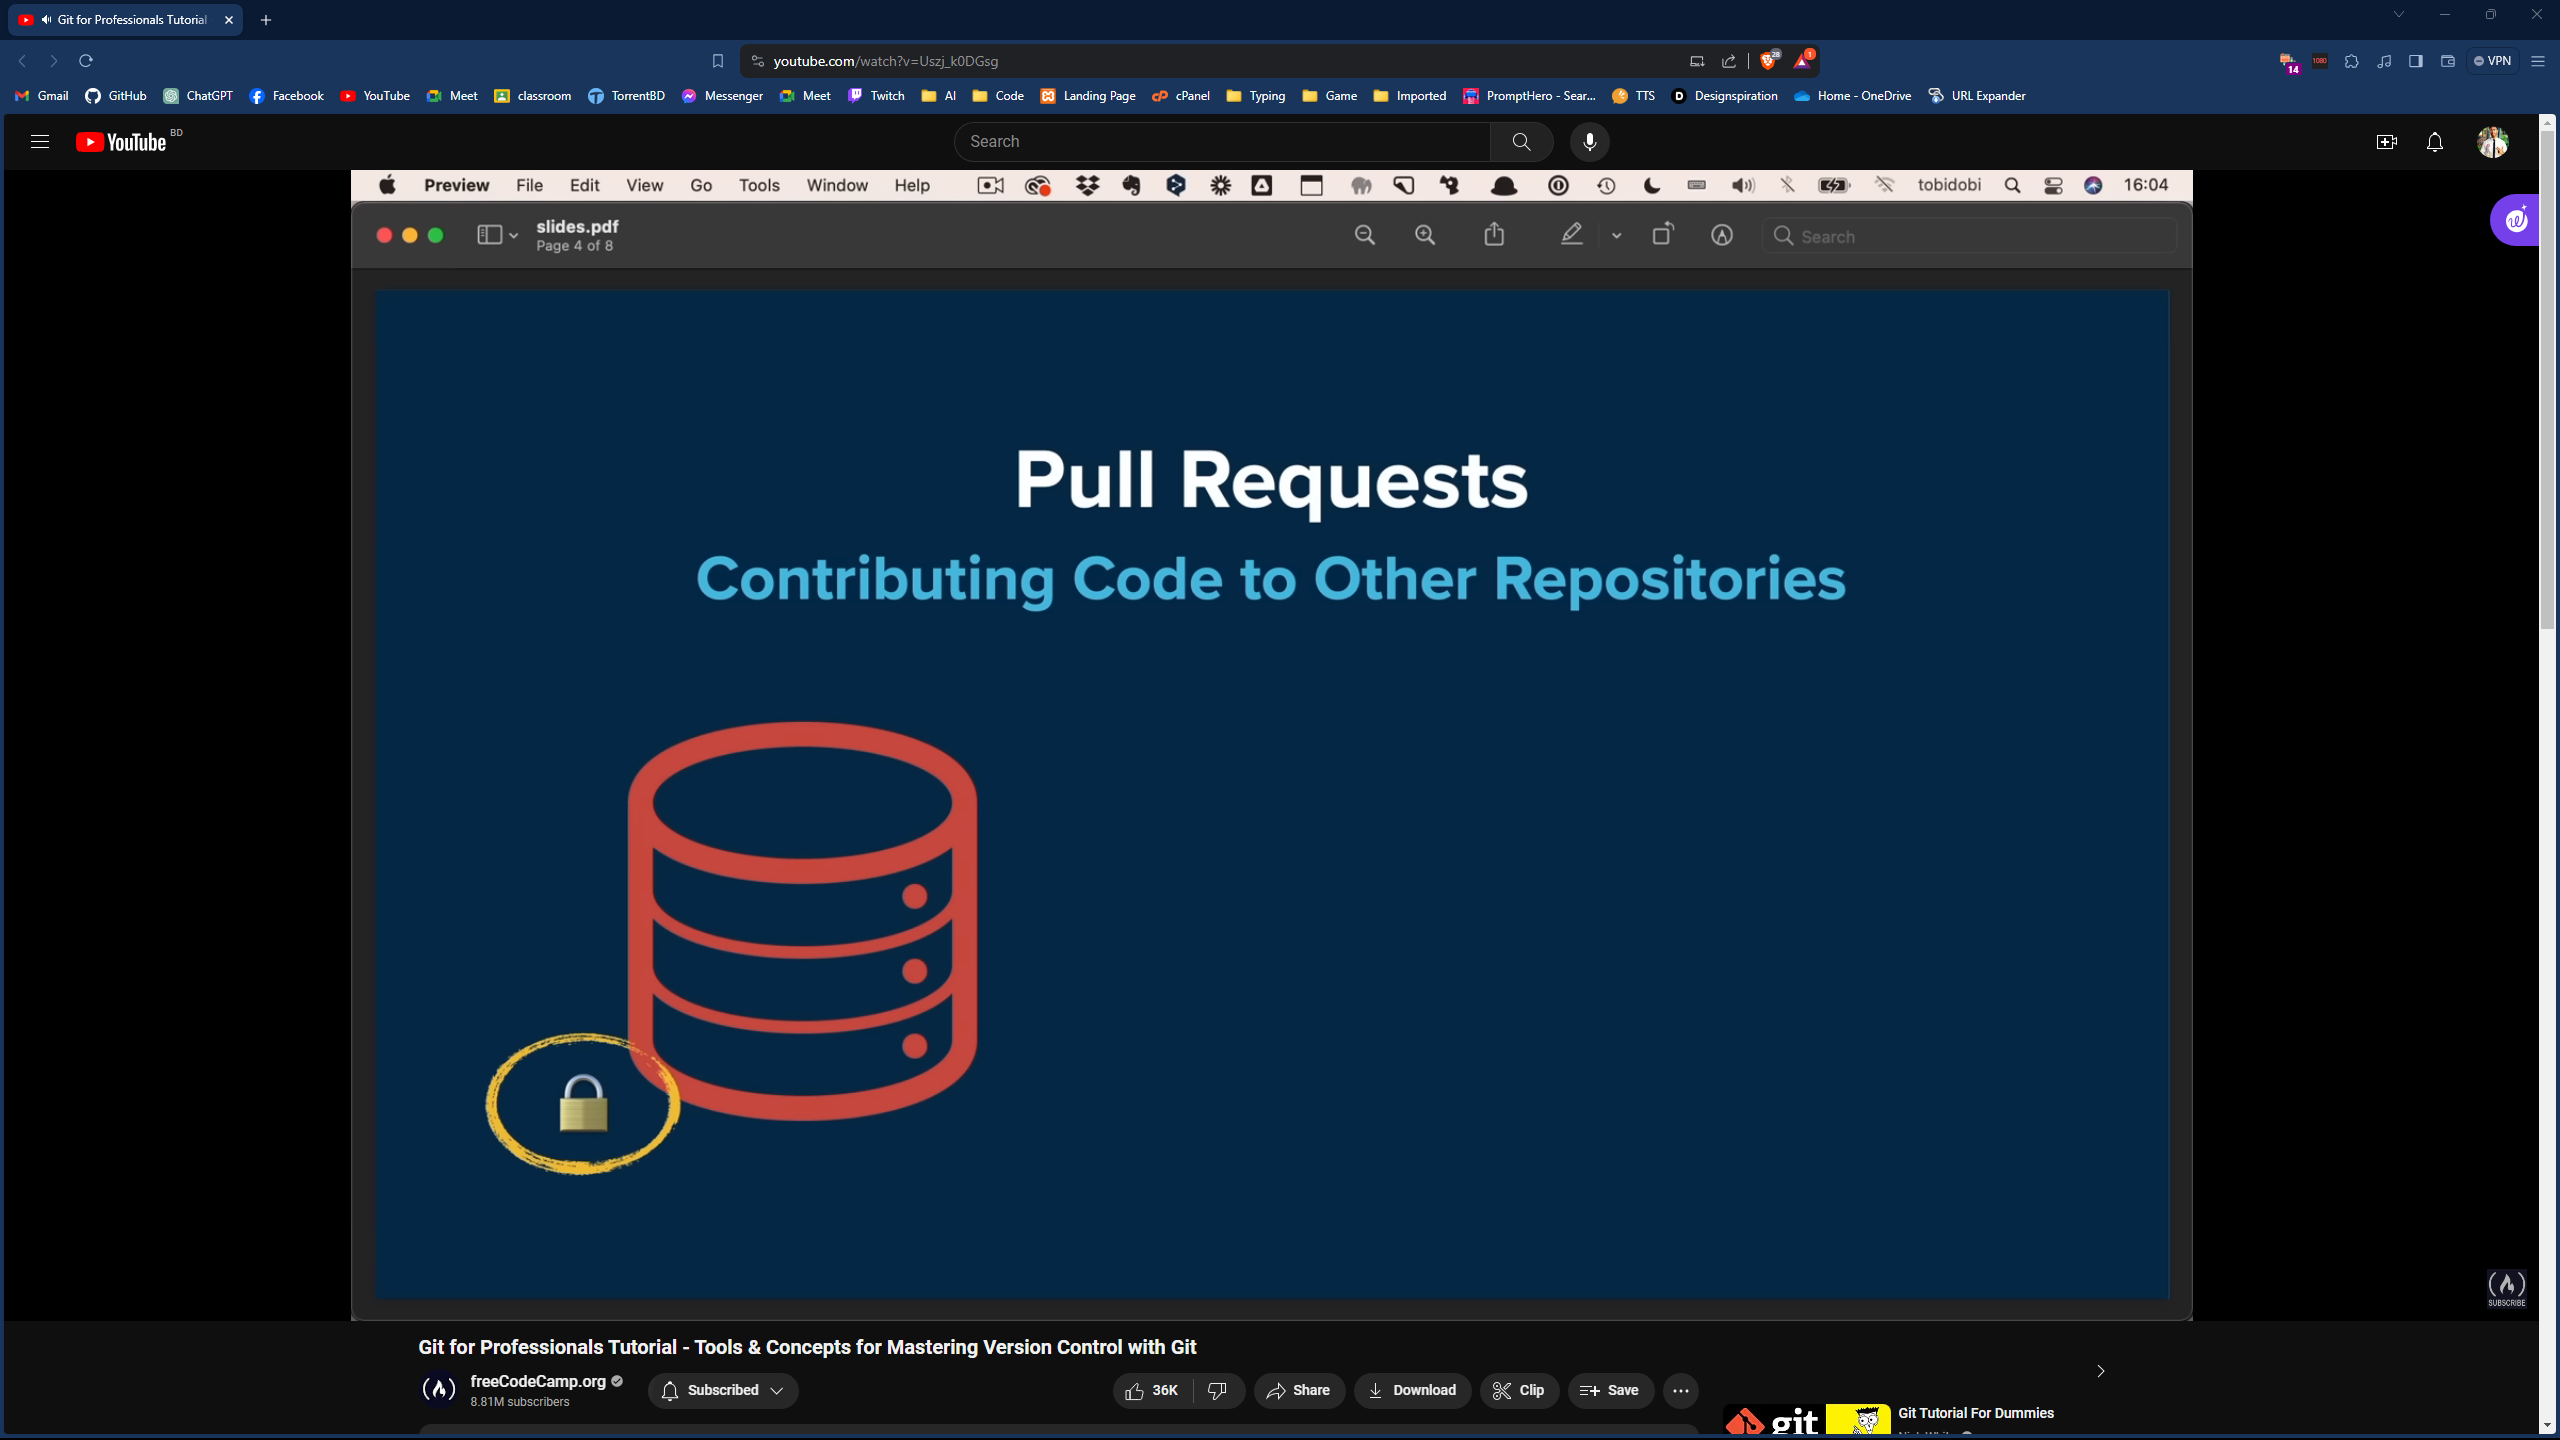 Git for Professionals Tutorial
youtube.com/watch?v=Uszj_k0DGsg
28
1
14
1080
VPN
Gmail GitHub ChatGPT Facebook YouTube Meet classroom TorrentBD Messenger Meet Twitch AI Code Landing Page cPanel Typing Game Imported PromptHero - Sear... TTS Designspiration Home - OneDrive URL Expander
YouTube BD
Search
Preview File Edit View Go Tools Window Help tobidobi 16:04
slides.pdf
Page 4 of 8
Search
Pull Requests
Contributing Code to Other Repositories
SUBSCRIBE
Git for Professionals Tutorial - Tools & Concepts for Mastering Version Control with Git
freeCodeCamp.org
8.81M subscribers
Subscribed
36K
Share
Download
Clip
Save
git
Git Tutorial For Dummies